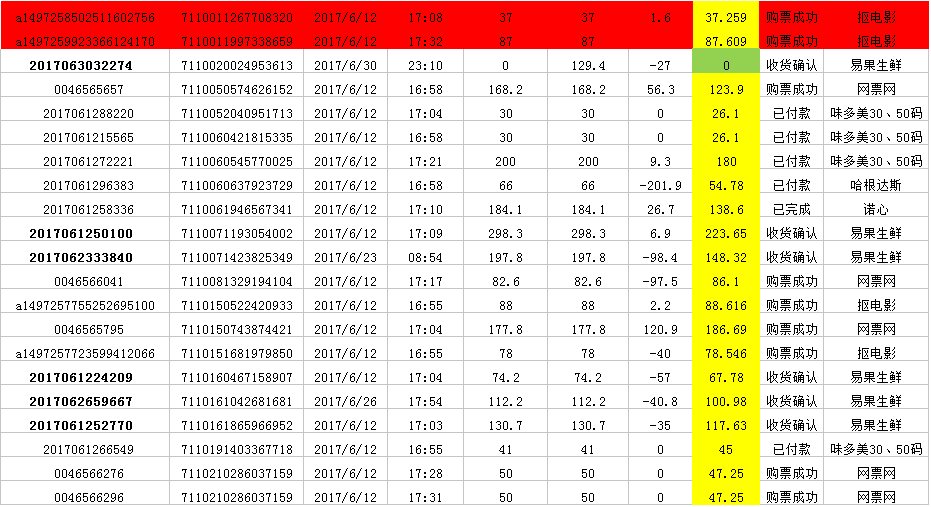 a1497258502511602756 7110011267708320 2017/6/12 17:08 37 37 1.6 37.259 购票成功 抠电影
a1497259923366124170 7110011997338659 2017/6/12 17:32 87 87 87.609 购票成功 抠电影
2017063032274 7110020024953613 2017/6/30 23:10 0 129.4 -27 0 收货确认 易果生鲜
0046565657 7110050574626152 2017/6/12 16:58 168.2 168.2 56.3 123.9 购票成功 网票网
2017061288220 7110052040951713 2017/6/12 17:04 30 30 0 26.1 已付款 味多美30、50码
2017061215565 7110060421815335 2017/6/12 16:58 30 30 0 26.1 已付款 味多美30、50码
2017061272221 7110060545770025 2017/6/12 17:21 200 200 9.3 180 已付款 味多美30、50码
2017061296383 7110060637923729 2017/6/12 16:58 66 66 -201.9 54.78 已付款 哈根达斯
2017061258336 7110061946567341 2017/6/12 17:10 184.1 184.1 26.7 138.6 已完成 诺心
2017061250100 7110071193054002 2017/6/12 17:09 298.3 298.3 6.9 223.65 收货确认 易果生鲜
2017062333840 7110071423825349 2017/6/23 08:54 197.8 197.8 -98.4 148.32 收货确认 易果生鲜
0046566041 7110081329194104 2017/6/12 17:17 82.6 82.6 -97.5 86.1 购票成功 网票网
a1497257755252695100 7110150522420933 2017/6/12 16:55 88 88 2.2 88.616 购票成功 抠电影
0046565795 7110150743874421 2017/6/12 17:04 177.8 177.8 120.9 186.69 购票成功 网票网
a1497257723599412066 7110151681979850 2017/6/12 16:55 78 78 -40 78.546 购票成功 抠电影
2017061224209 7110160467158907 2017/6/12 17:04 74.2 74.2 -57 67.78 收货确认 易果生鲜
2017062659667 7110161042681681 2017/6/26 17:54 112.2 112.2 -40.8 100.98 收货确认 易果生鲜
2017061252770 7110161865966952 2017/6/12 17:03 130.7 130.7 -35 117.63 收货确认 易果生鲜
2017061266549 7110191403367718 2017/6/12 16:55 41 41 0 45 已付款 味多美30、50码
0046566276 7110210286037159 2017/6/12 17:28 50 50 0 47.25 购票成功 网票网
0046566296 7110210286037159 2017/6/12 17:31 50 50 0 47.25 购票成功 网票网